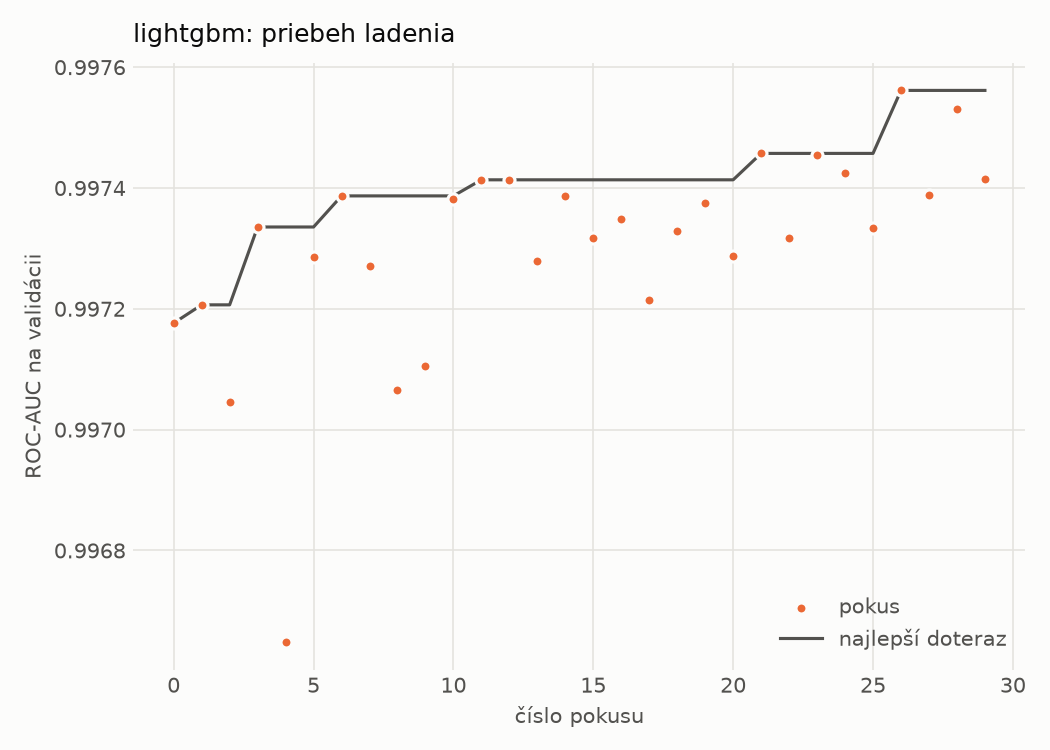 lightgbm: priebeh ladenia
0.9976
0.9974
0.9972
0.9970
0.9968
ROC-AUC na validácii
pokus
najlepší doteraz
0 5 10 15 20 25 30
číslo pokusu